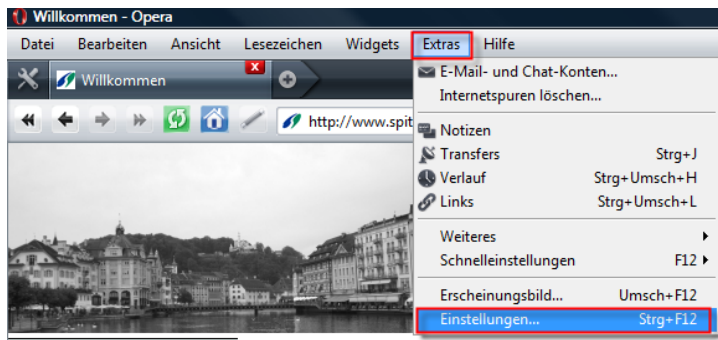 Willkommen - Opera
Datei Bearbeiten Ansicht Lesezeichen Widgets Extras Hilfe
Willkommen
http://www.spit
E-Mail- und Chat-Konten...
Internetspuren löschen...
Notizen
Transfers Strg+J
Verlauf Strg+Umsch+H
Links Strg+Umsch+L
Weiteres
Schnelleinstellungen F12
Erscheinungsbild... Umsch+F12
Einstellungen... Strg+F12